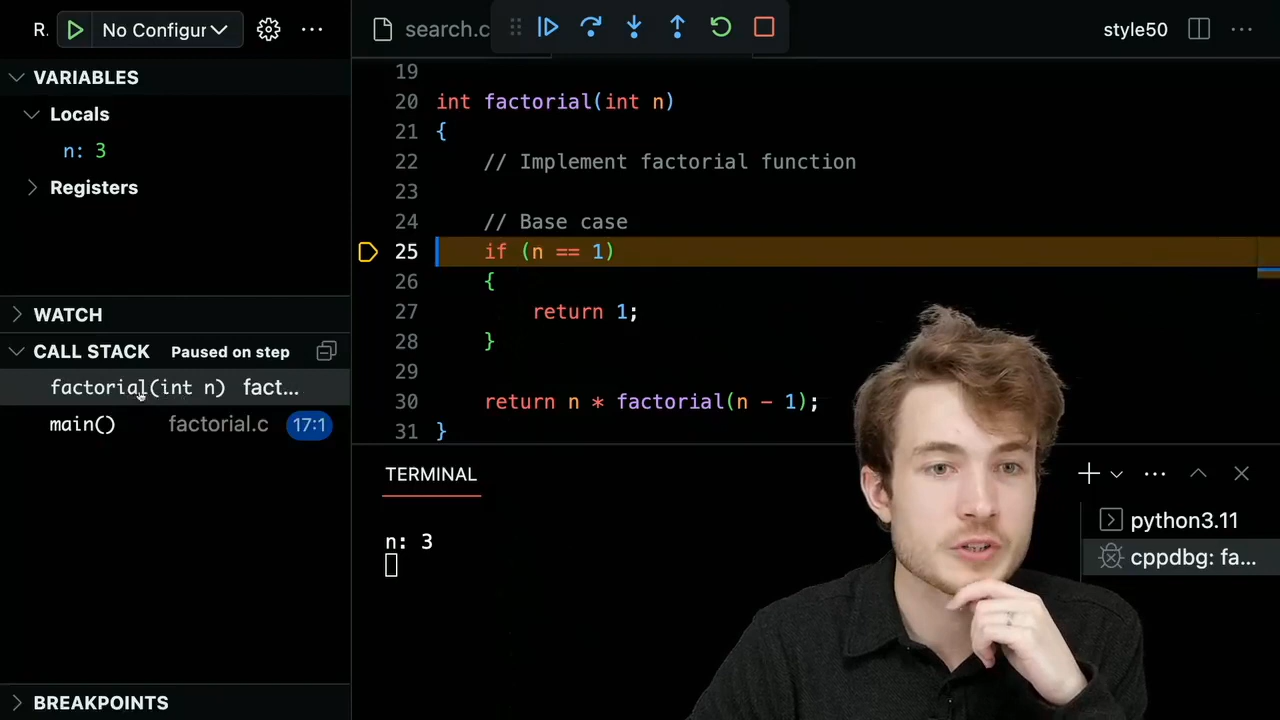 R.
No Configur
search.c
style50
VARIABLES
Locals
n: 3
Registers
WATCH
CALL STACK
Paused on step
factorial(int n) fact...
main() factorial.c 17:1
BREAKPOINTS
19
20 int factorial(int n)
21 {
22 // Implement factorial function
23
24 // Base case
25 if (n == 1)
26 {
27 return 1;
28 }
29
30 return n * factorial(n - 1);
31 }
TERMINAL
n: 3
python3.11
cppdbg: fa...